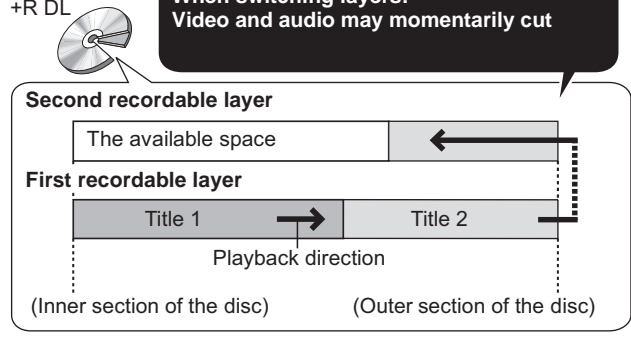 +R DL
When switching layers:
Video and audio may momentarily cut
Second recordable layer
The available space
First recordable layer
Title 1
Title 2
Playback direction
(Inner section of the disc)
(Outer section of the disc)